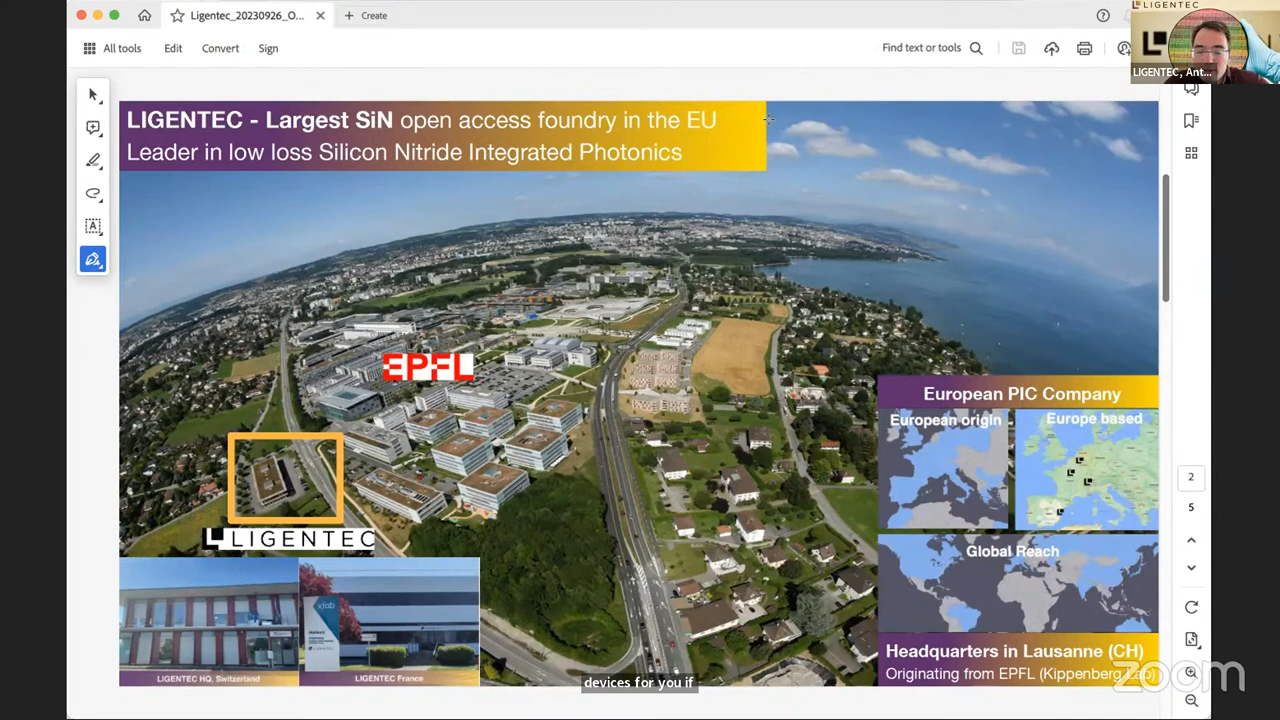 Ligentec_20230926_O...
Create
All tools
Edit
Convert
Sign
Find text or tools
LIGENTEC
LIGENTEC, Ant...
LIGENTEC - Largest SiN open access foundry in the EU
Leader in low loss Silicon Nitride Integrated Photonics
EPFL
LIGENTEC
European PIC Company
European origin
Europe based
Global Reach
Headquarters in Lausanne (CH)
Originating from EPFL (Kippenberg Lab)
xfab
LIGENTEC
LIGENTEC HQ, Switzerland
LIGENTEC France
devices for you if
zoom
2
5